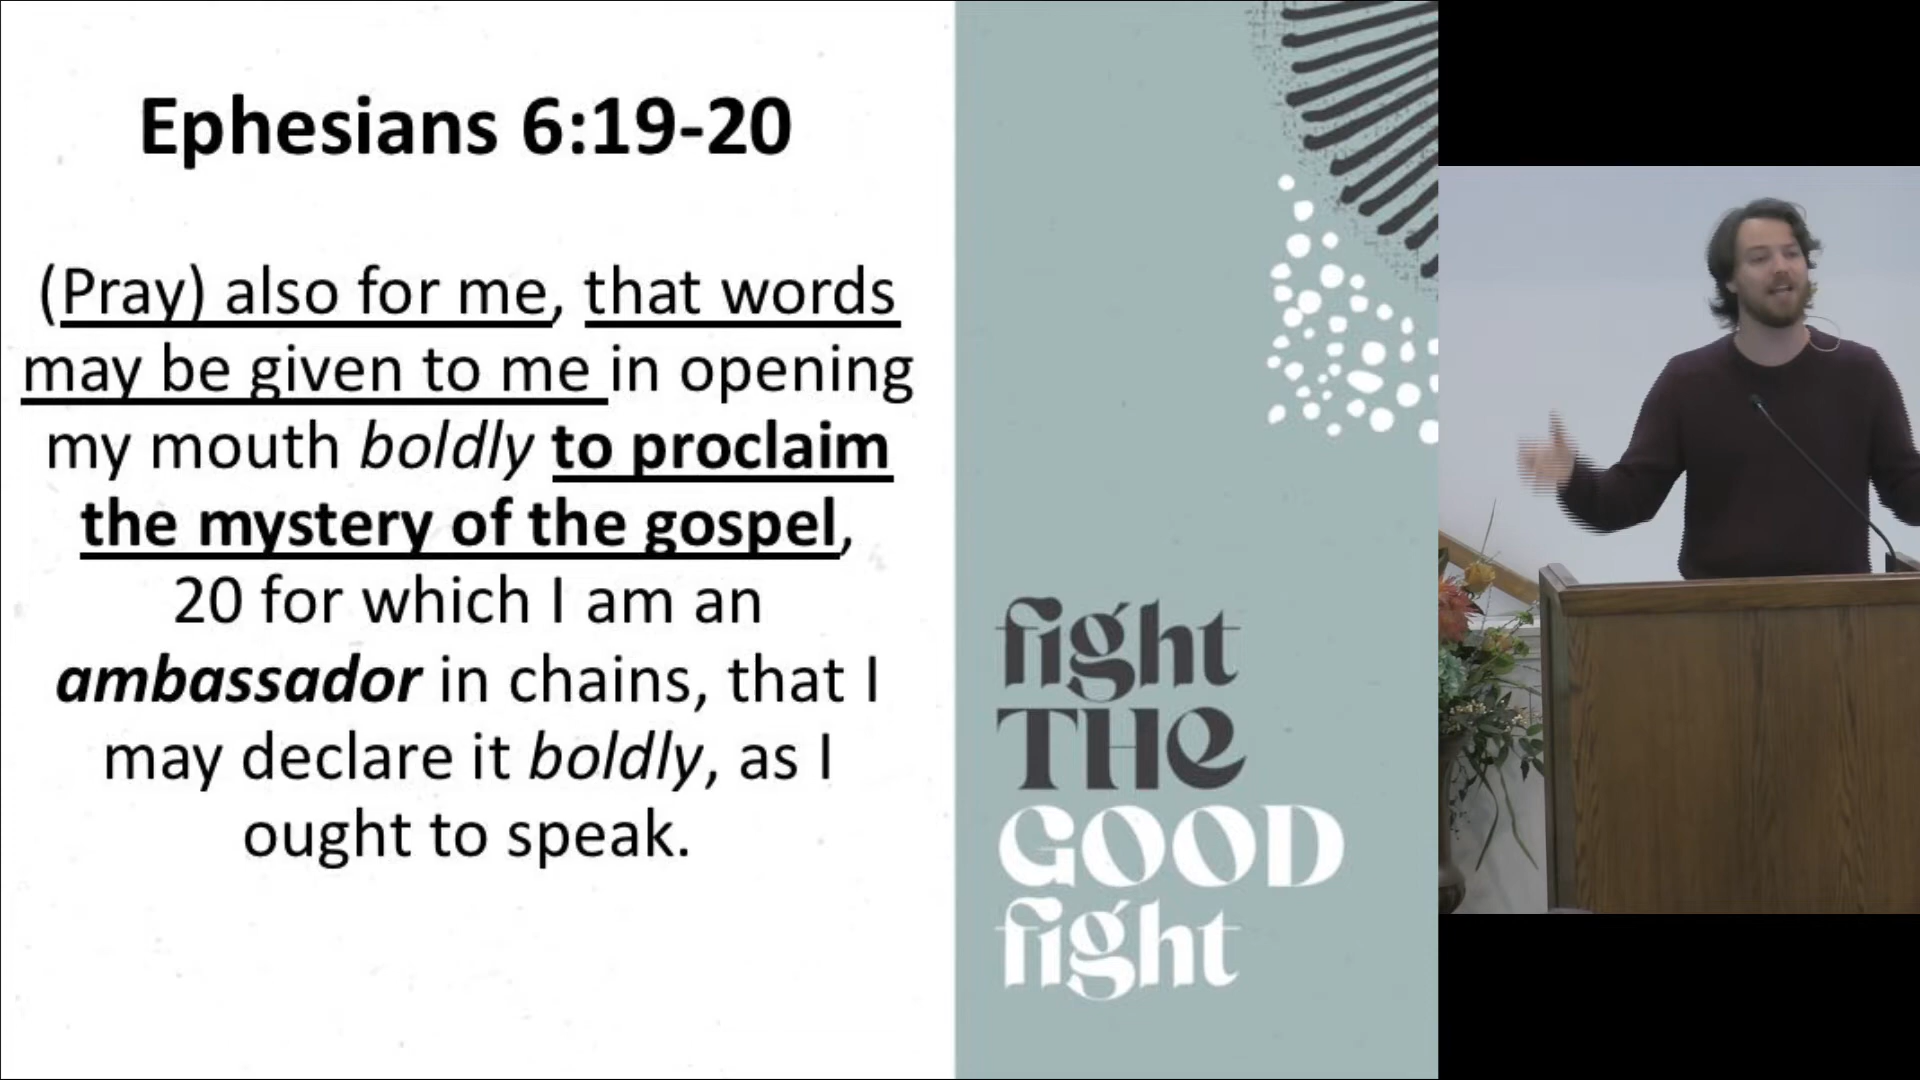 Ephesians 6:19-20
(Pray) also for me, that words
may be given to me in opening
my mouth boldly to proclaim
the mystery of the gospel,
20 for which I am an
ambassador in chains, that I
may declare it boldly, as I
ought to speak.
fight
THE
GOOD
fight